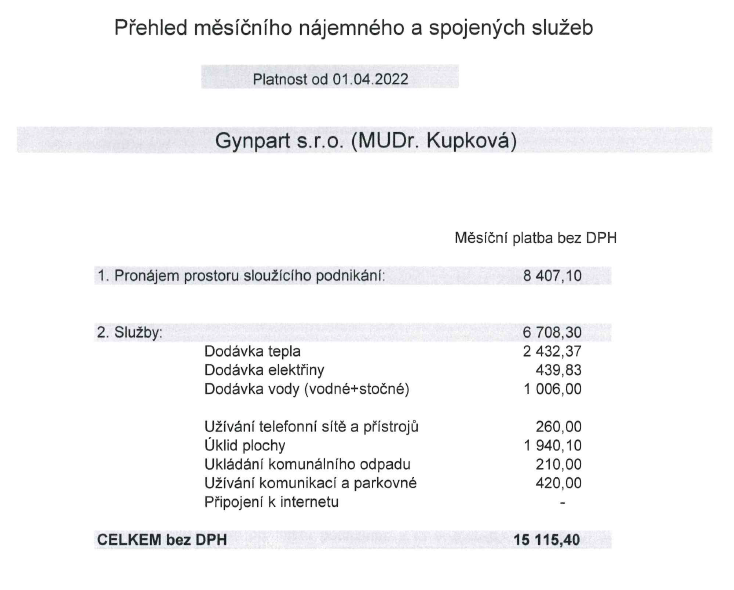 Přehled měsíčního nájemného a spojených služeb
Platnost od 01.04.2022
Gynpart s.r.o. (MUDr. Kupková)
Měsíční platba bez DPH
1. Pronájem prostoru sloužícího podnikání: 8 407,10
2. Služby: 6 708,30
Dodávka tepla 2 432,37
Dodávka elektřiny 439,83
Dodávka vody (vodné+stočné) 1 006,00
Užívání telefonní sítě a přístrojů 260,00
Úklid plochy 1 940,10
Ukládání komunálního odpadu 210,00
Užívání komunikací a parkovné 420,00
Připojení k internetu -
CELKEM bez DPH 15 115,40